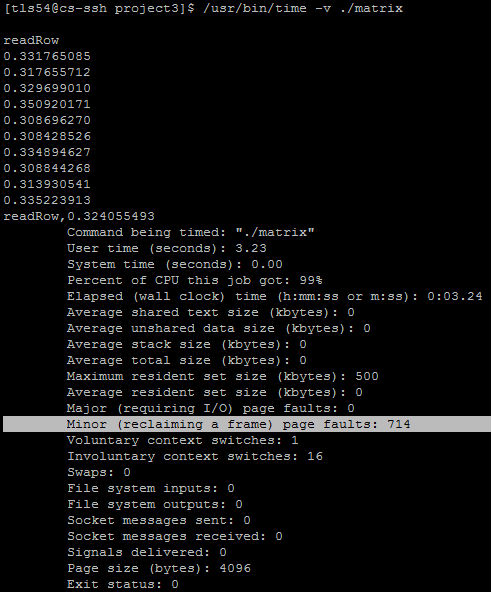 [tls54@cs-ssh project3]$ /usr/bin/time -v ./matrix
readRow
0.331765085
0.317655712
0.329699010
0.350920171
0.308696270
0.308428526
0.334894627
0.308844268
0.313930541
0.335223913
readRow,0.324055493
Command being timed: "./matrix"
User time (seconds): 3.23
System time (seconds): 0.00
Percent of CPU this job got: 99%
Elapsed (wall clock) time (h:mm:ss or m:ss): 0:03.24
Average shared text size (kbytes): 0
Average unshared data size (kbytes): 0
Average stack size (kbytes): 0
Average total size (kbytes): 0
Maximum resident set size (kbytes): 500
Average resident set size (kbytes): 0
Major (requiring I/O) page faults: 0
Minor (reclaiming a frame) page faults: 714
Voluntary context switches: 1
Involuntary context switches: 16
Swaps: 0
File system inputs: 0
File system outputs: 0
Socket messages sent: 0
Socket messages received: 0
Signals delivered: 0
Page size (bytes): 4096
Exit status: 0